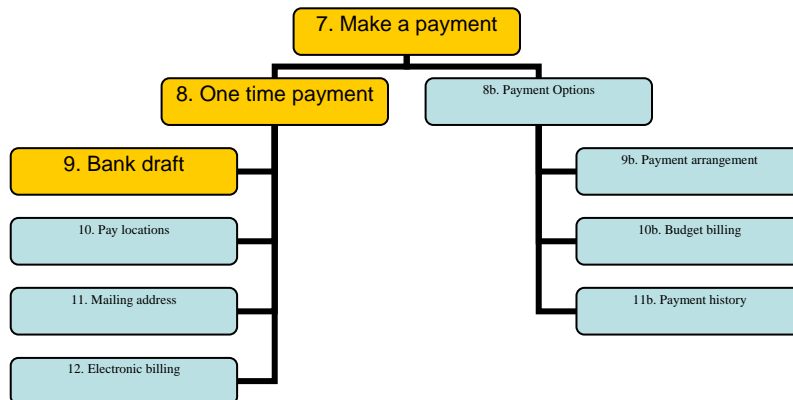 7. Make a payment
8. One time payment
8b. Payment Options
9. Bank draft
9b. Payment arrangement
10. Pay locations
10b. Budget billing
11. Mailing address
11b. Payment history
12. Electronic billing